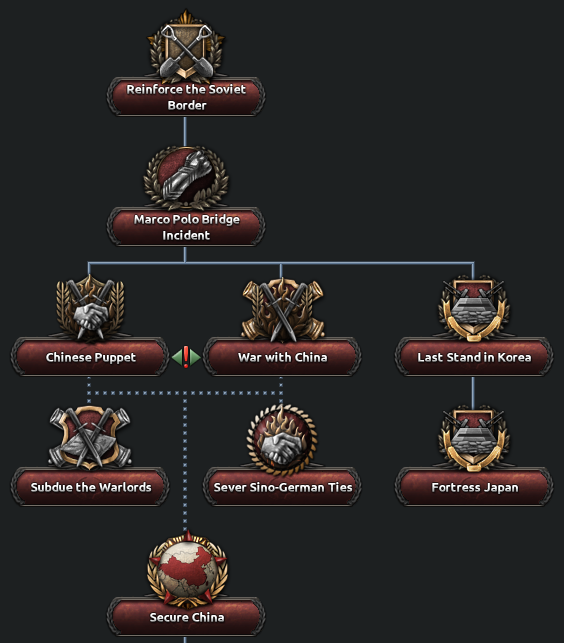 Reinforce the Soviet
Border
Marco Polo Bridge
Incident
Chinese Puppet
War with China
Last Stand in Korea
Subdue the Warlords
Sever Sino-German Ties
Fortress Japan
Secure China